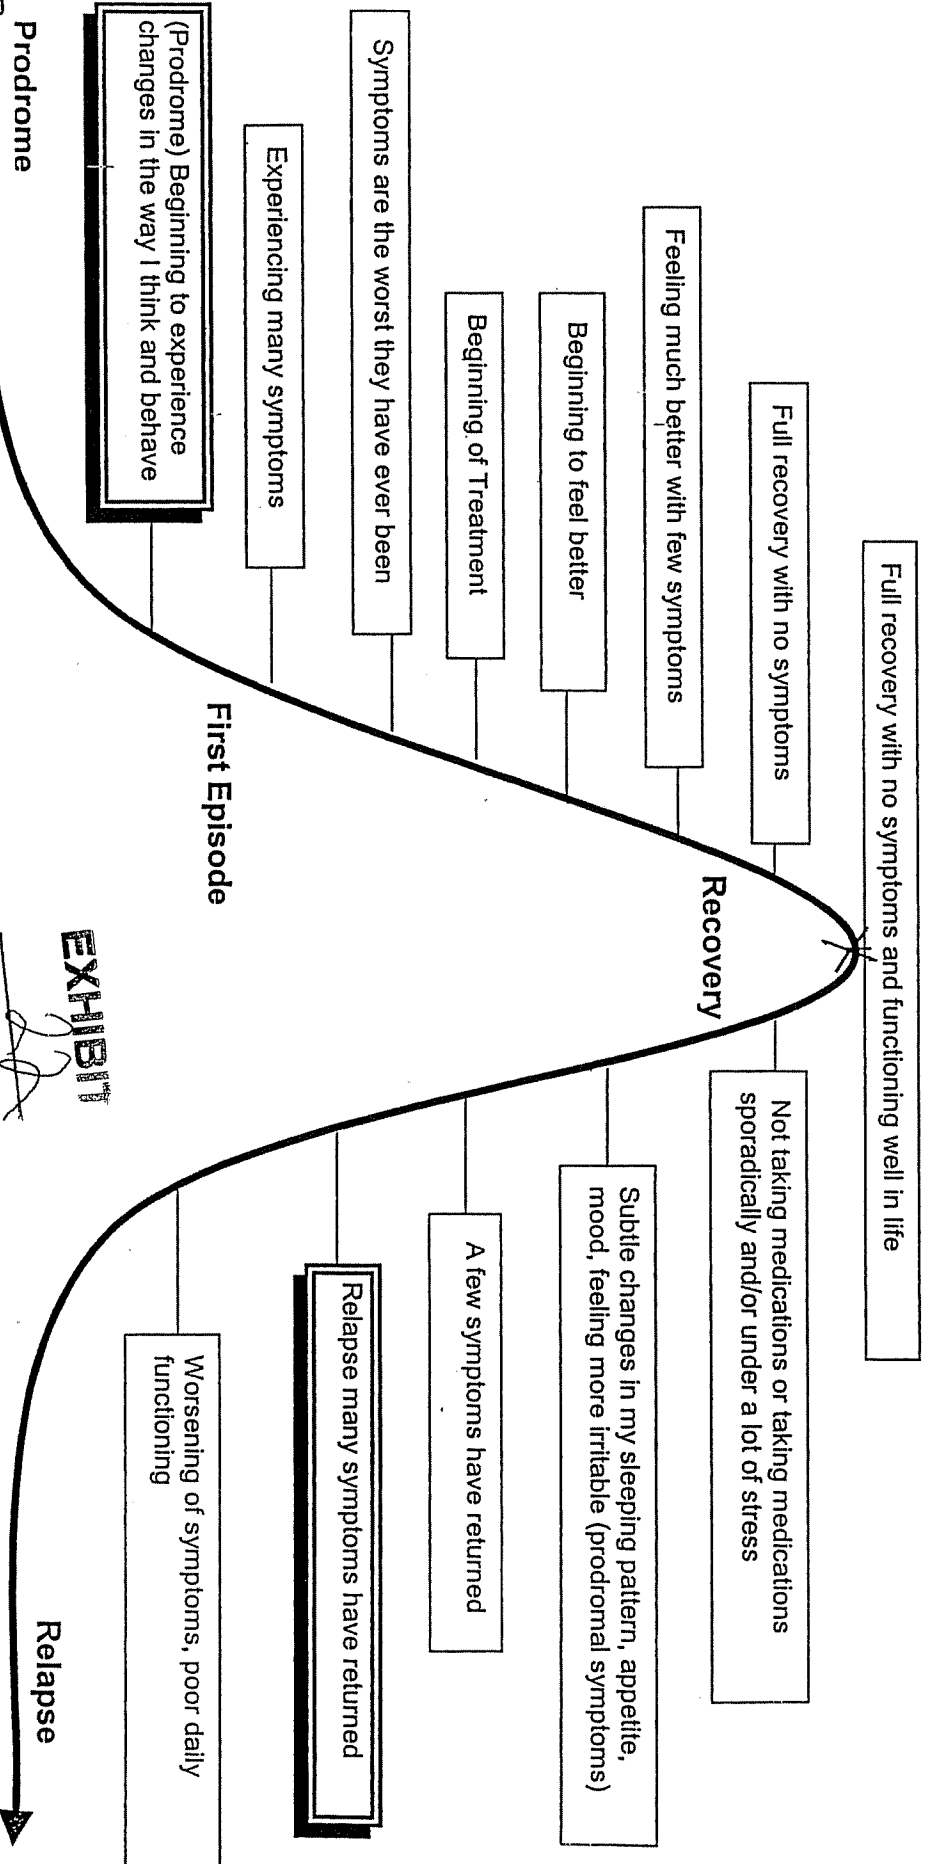 Full recovery with no symptoms and functioning well in life
Full recovery with no symptoms
Feeling much better with few symptoms
Beginning to feel better
Beginning of Treatment
Symptoms are the worst they have ever been
Experiencing many symptoms
(Prodrome) Beginning to experience
changes in the way I think and behave
Prodrome
First Episode
Recovery
Not taking medications or taking medications
sporadically and/or under a lot of stress
Subtle changes in my sleeping pattern, appetite,
mood, feeling more irritable (prodromal symptoms)
A few symptoms have returned
Relapse many symptoms have returned
Worsening of symptoms, poor daily
functioning
Relapse
EXHIBIT